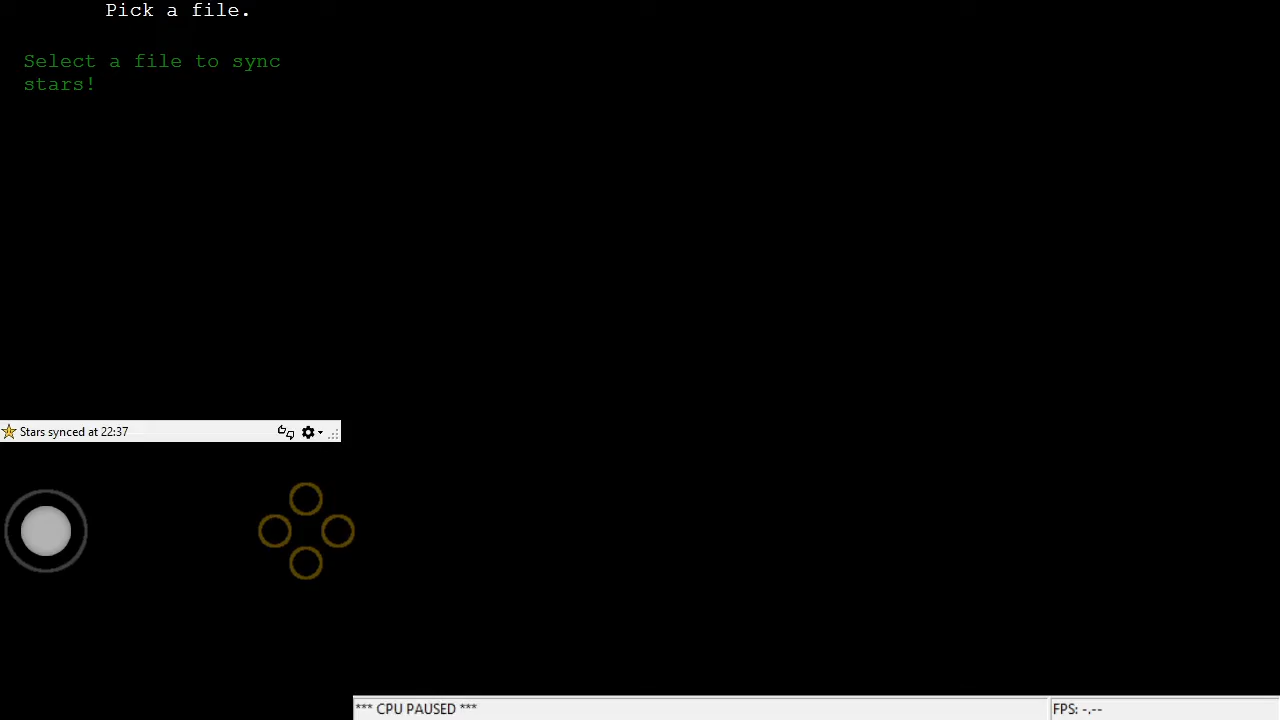 Pick a file.
Select a file to sync
stars!
Stars synced at 22:37
*** CPU PAUSED ***
FPS: -.--